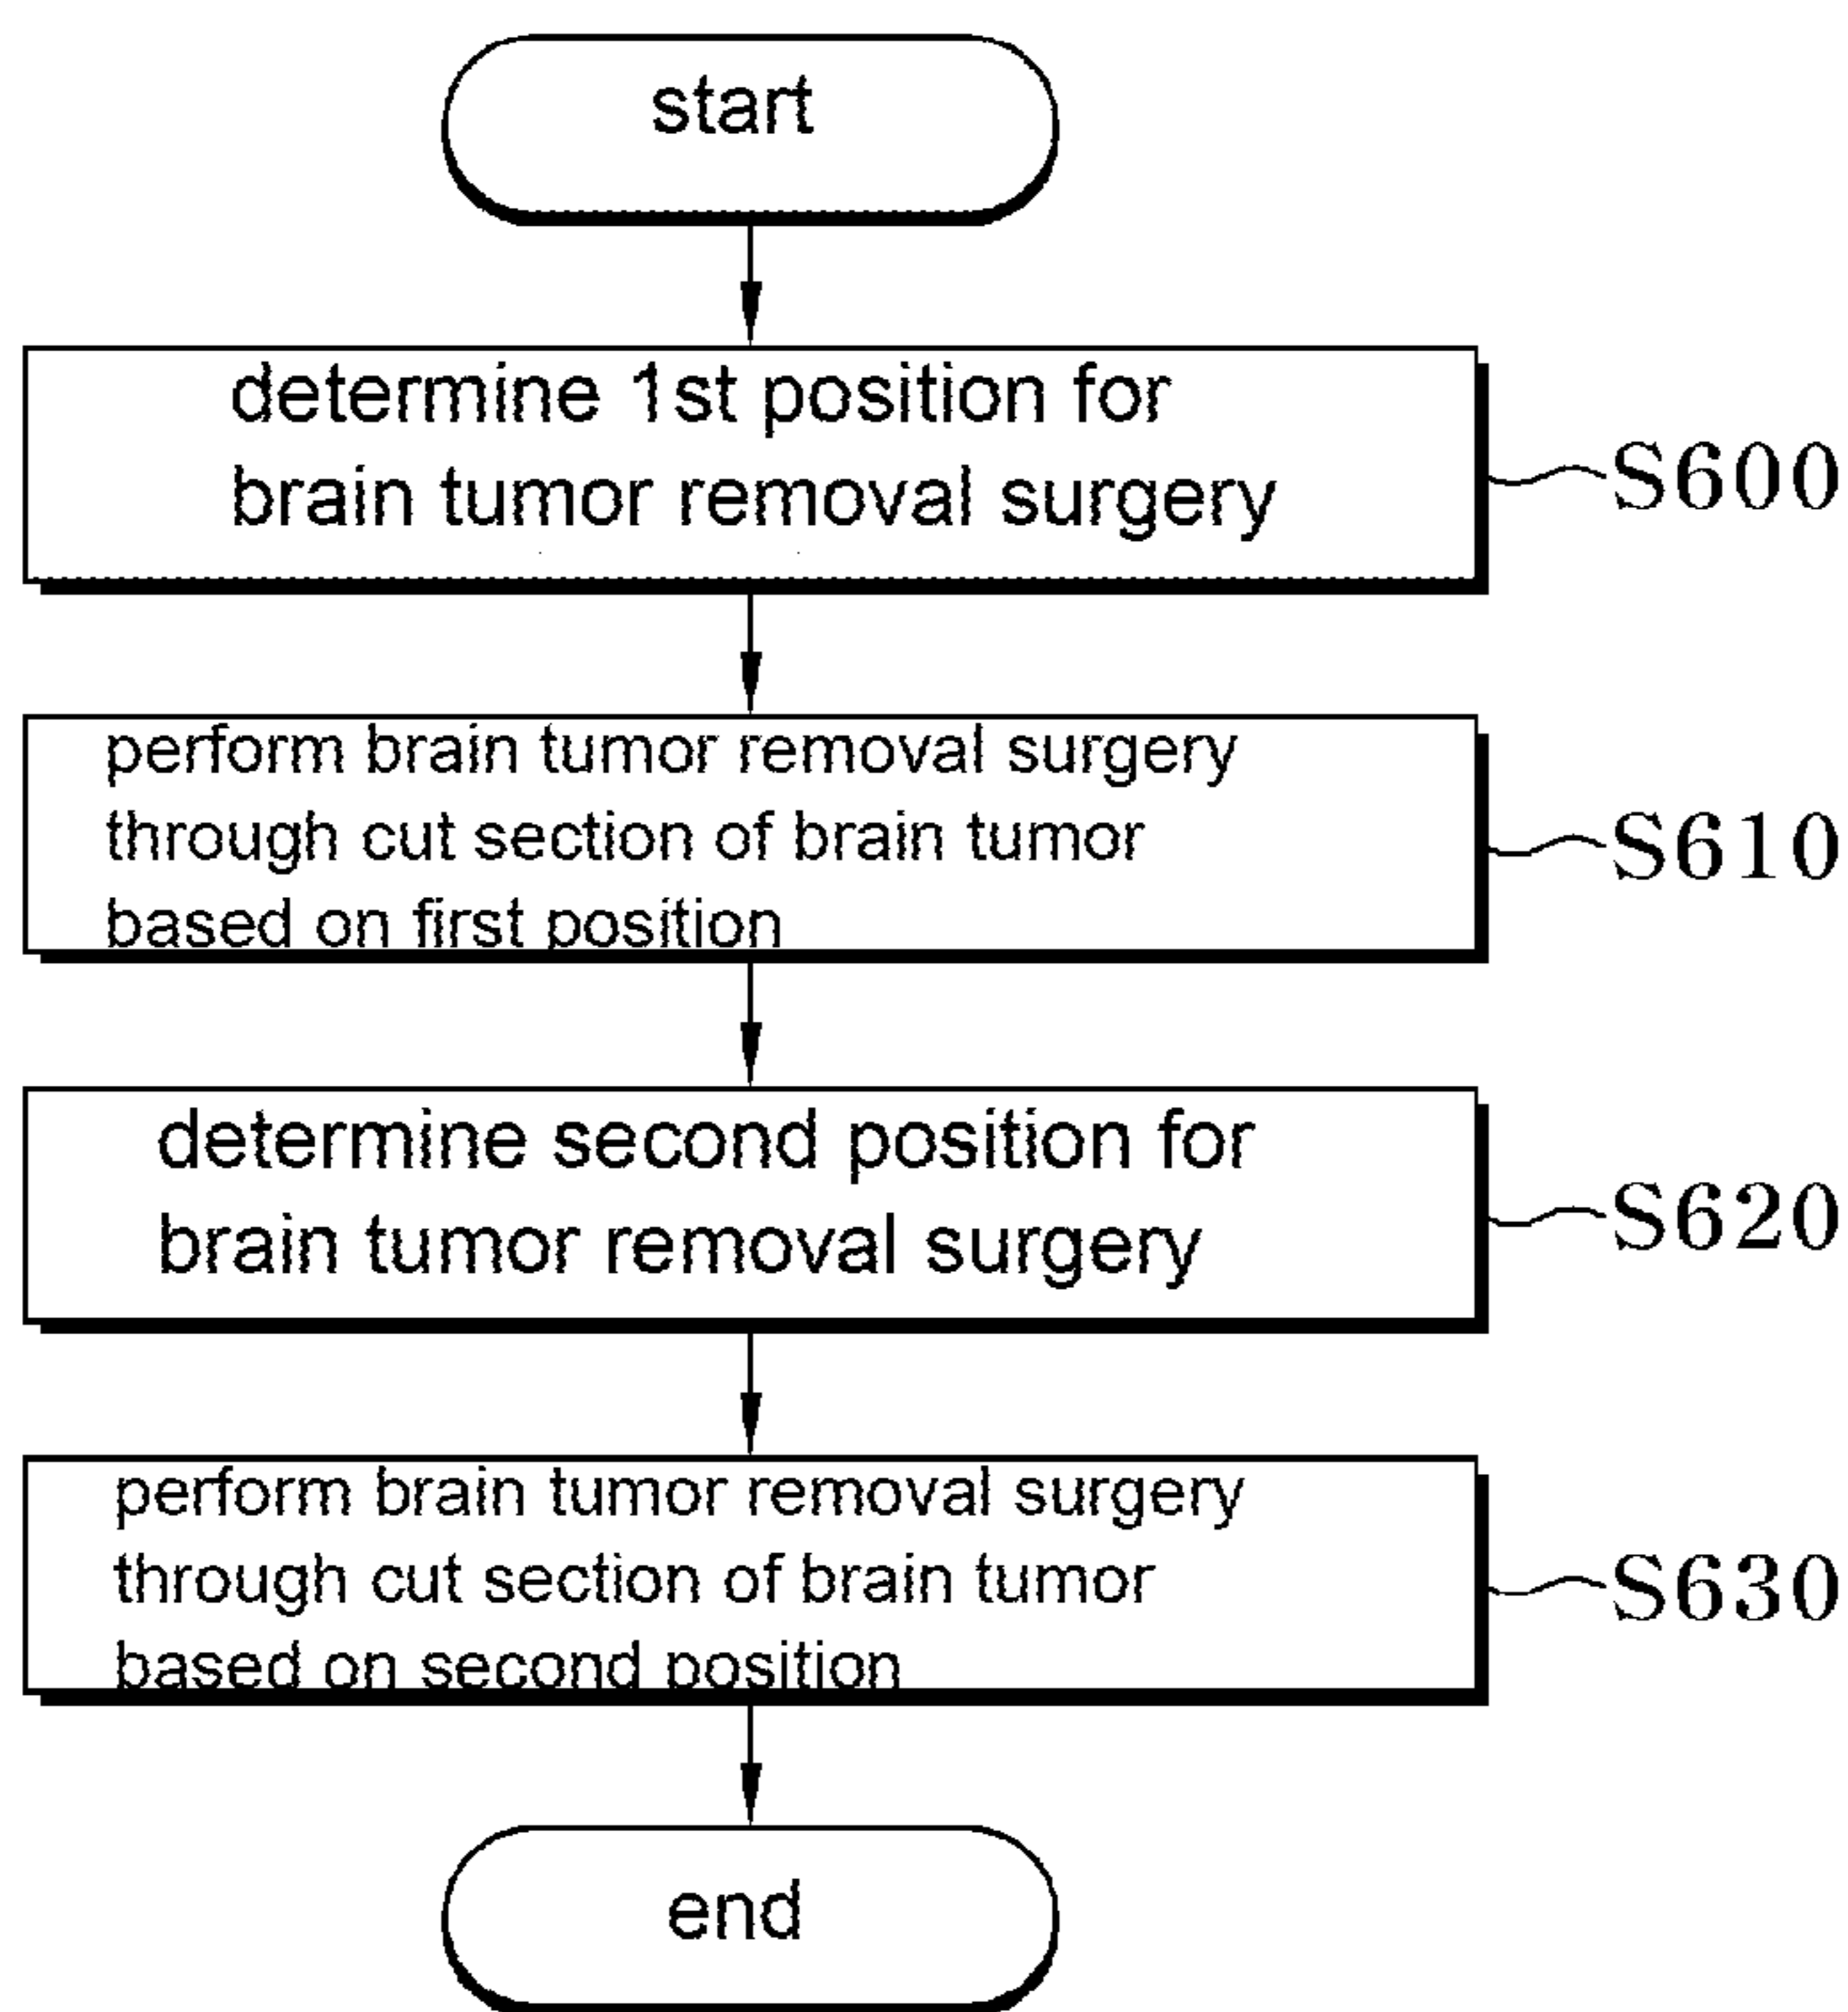 start
determine 1st position for
brain tumor removal surgery
S600
perform brain tumor removal surgery
through cut section of brain tumor
based on first position
S610
determine second position for
brain tumor removal surgery
S620
perform brain tumor removal surgery
through cut section of brain tumor
based on second position
S630
end